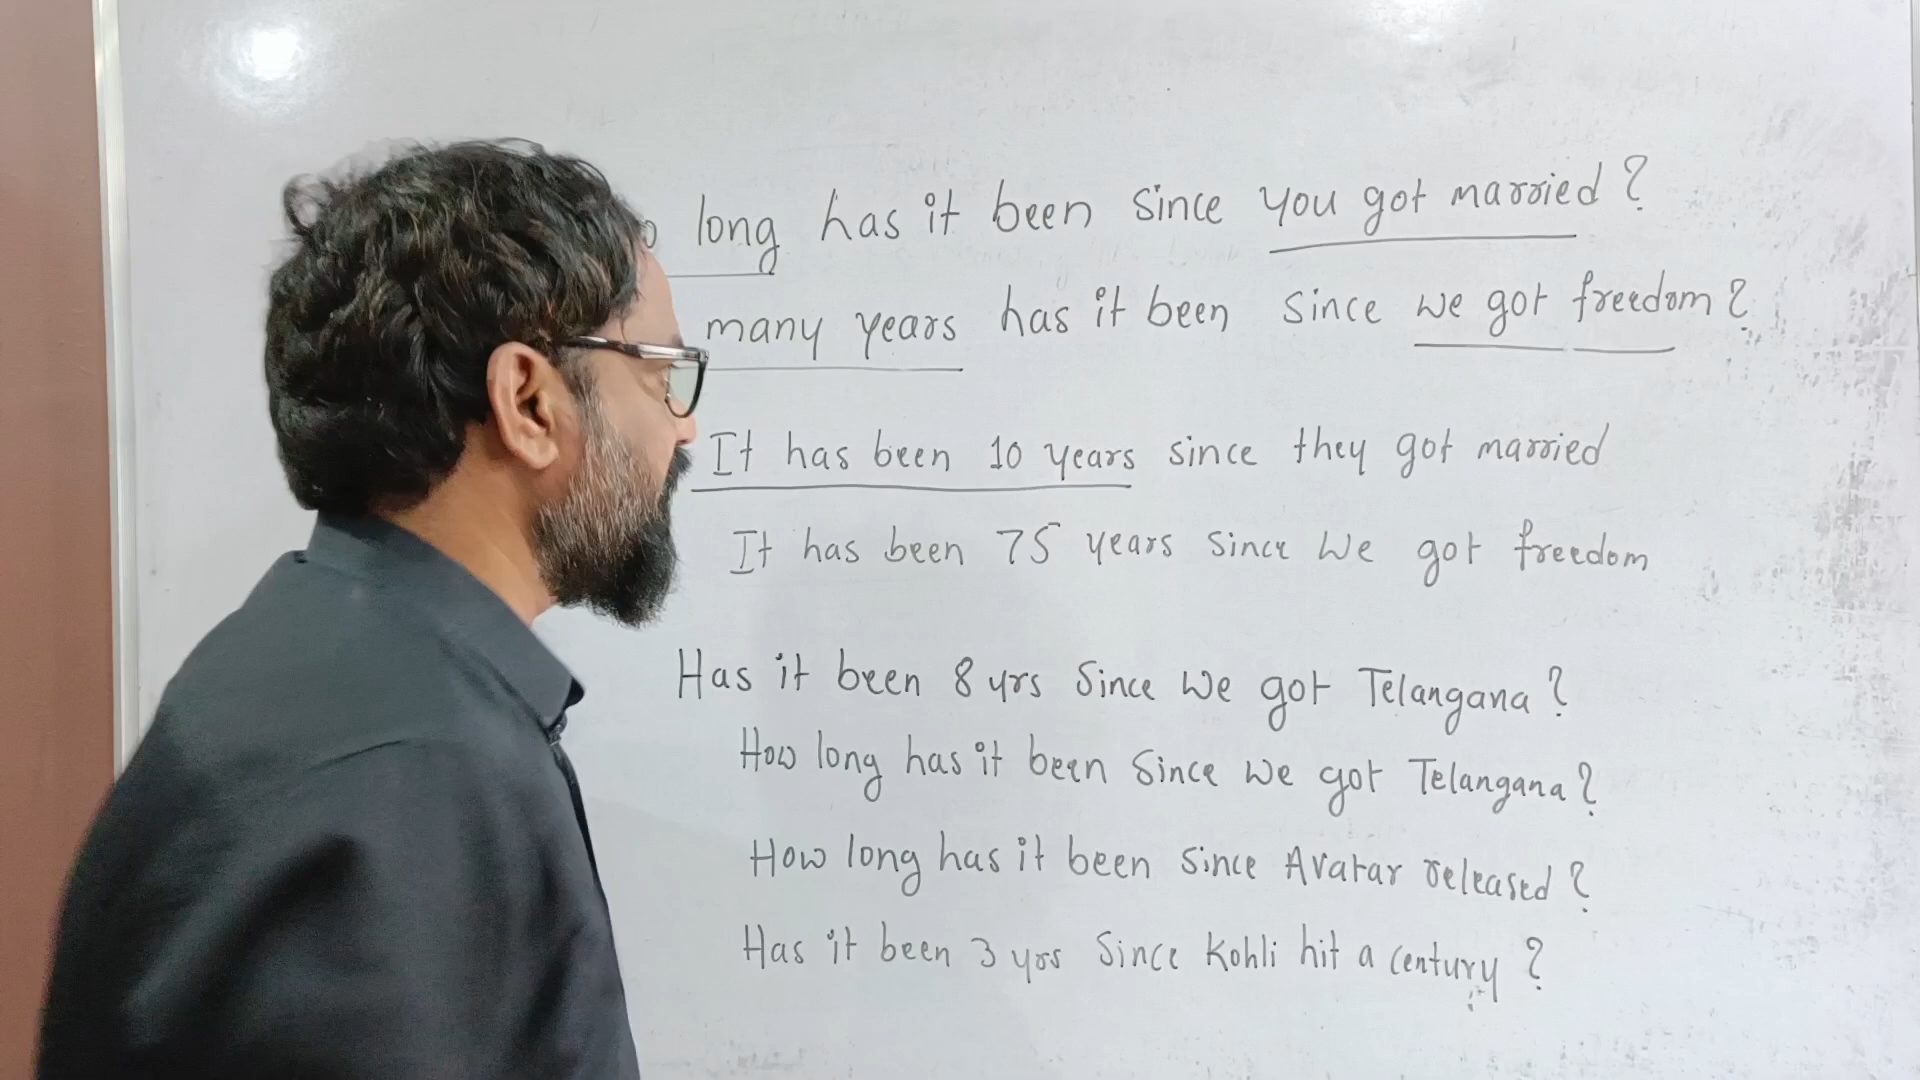 long has it been since you got married?
many years has it been since we got freedom?
It has been 10 years since they got married
It has been 75 years since We got freedom
Has it been 8 yrs since We got Telangana?
How long has it been since We got Telangana?
How long has it been since Avatar released?
Has it been 3 yrs since Kohli hit a century?